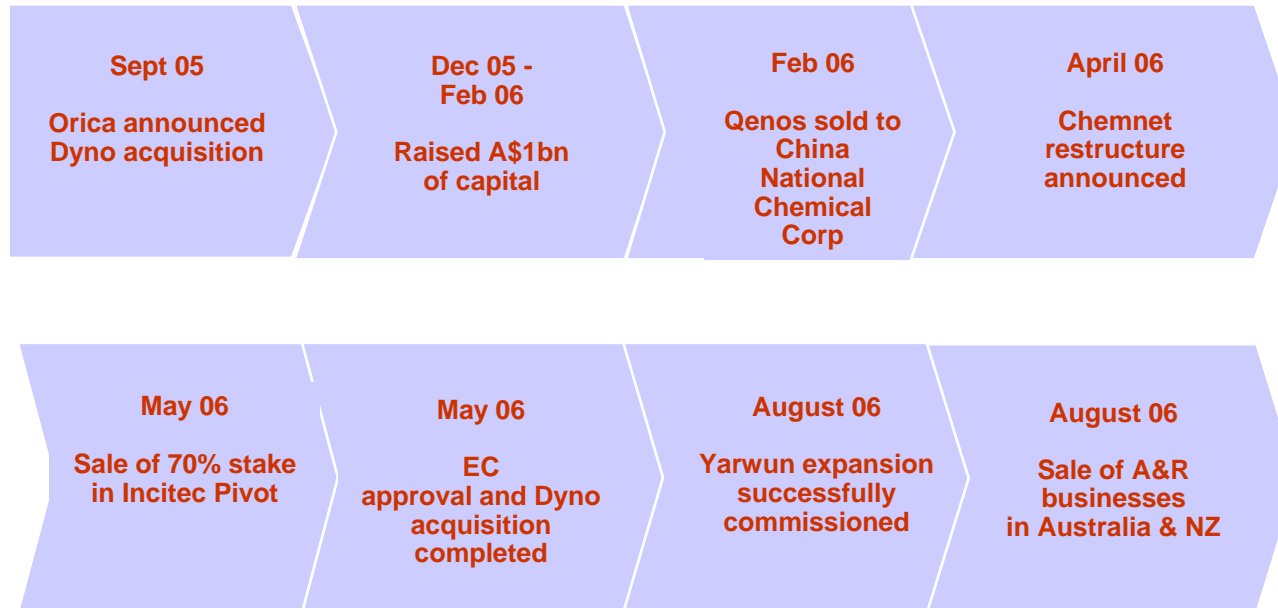 Sept 05
Orica announced
Dyno acquisition
Dec 05 -
Feb 06
Raised A$1bn
of capital
Feb 06
Qenos sold to
China
National
Chemical
Corp
April 06
Chemnet
restructure
announced
May 06
Sale of 70% stake
in Incitec Pivot
May 06
EC
approval and Dyno
acquisition
completed
August 06
Yarwun expansion
successfully
commissioned
August 06
Sale of A&R
businesses
in Australia & NZ